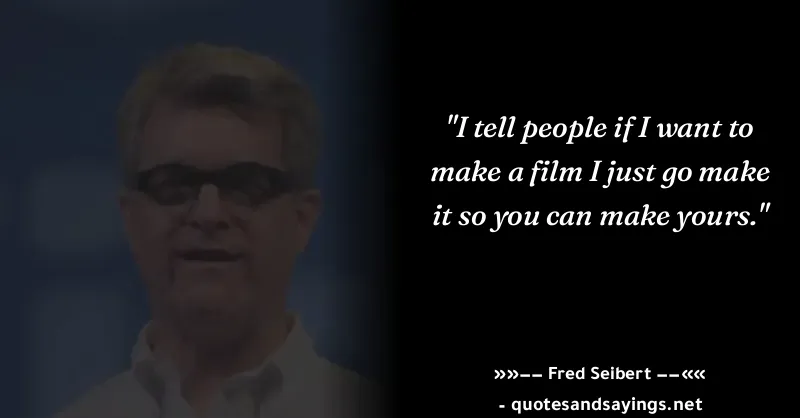 "I tell people if I want to
make a film I just go make
it so you can make yours."
»»−− Fred Seibert −−««
- quotesandsayings.net